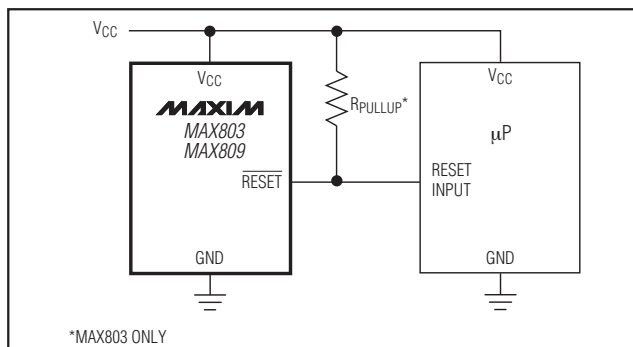 VCC
VCC
MAXIM
MAX803
MAX809
RESET
GND
RPULLUP*
VCC
μP
RESET
INPUT
GND
*MAX803 ONLY